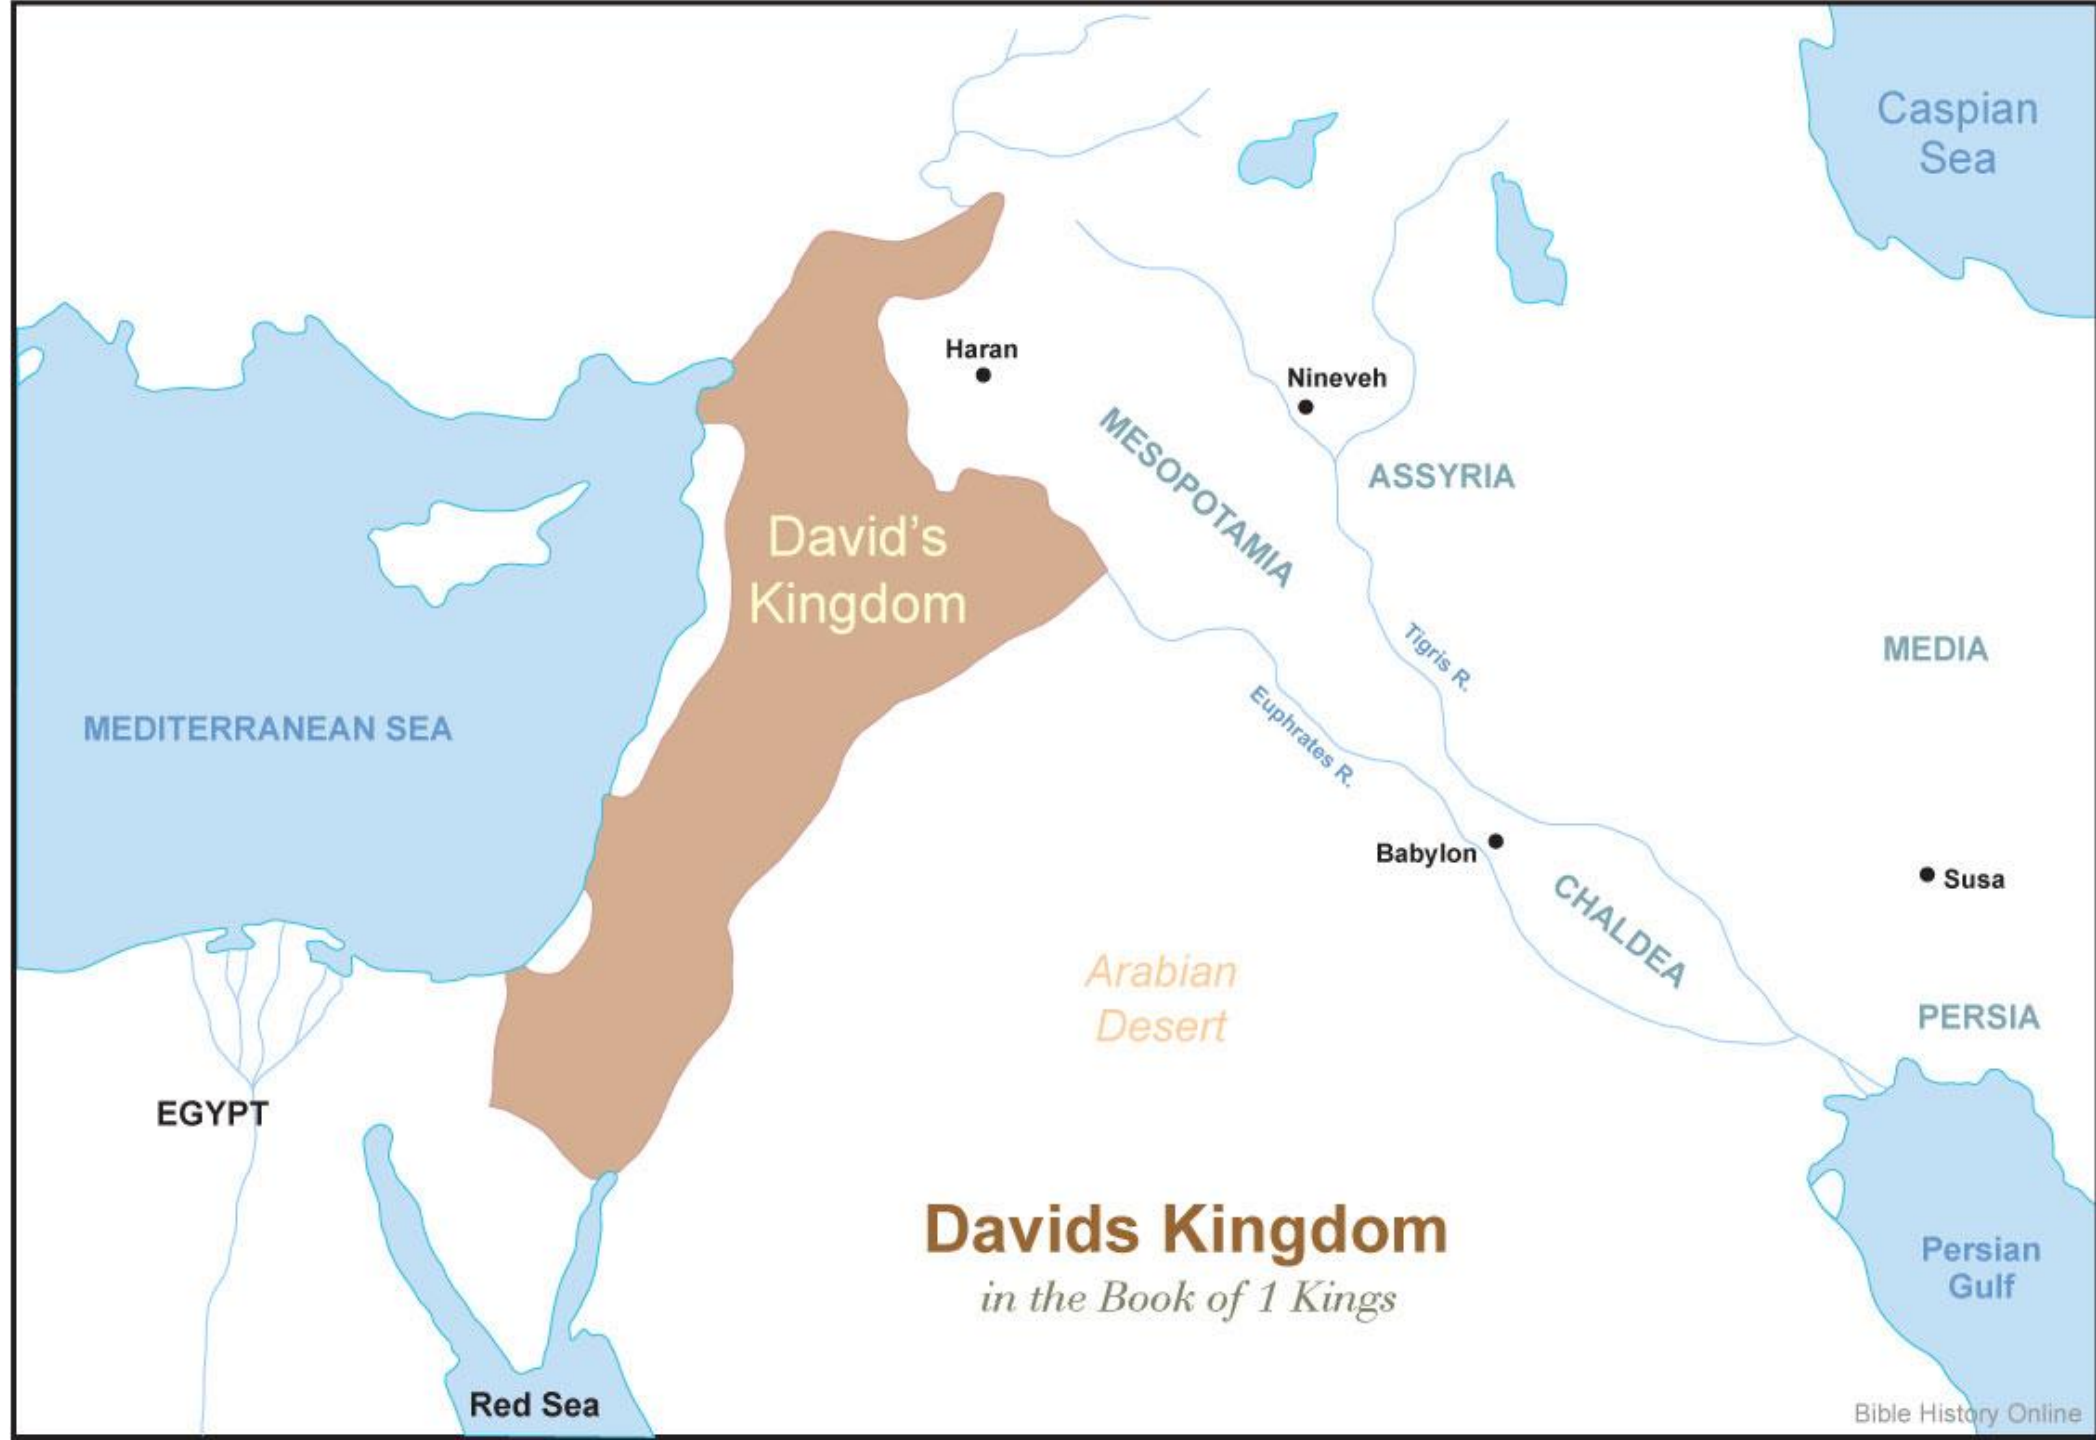 Caspian
Sea
Haran
Nineveh
MESOPOTAMIA
ASSYRIA
David's
Kingdom
Tigris R.
MEDIA
Euphrates R.
MEDITERRANEAN SEA
Babylon
Susa
CHALDEA
Arabian
Desert
PERSIA
EGYPT
Davids Kingdom
in the Book of 1 Kings
Persian
Gulf
Red Sea
Bible History Online